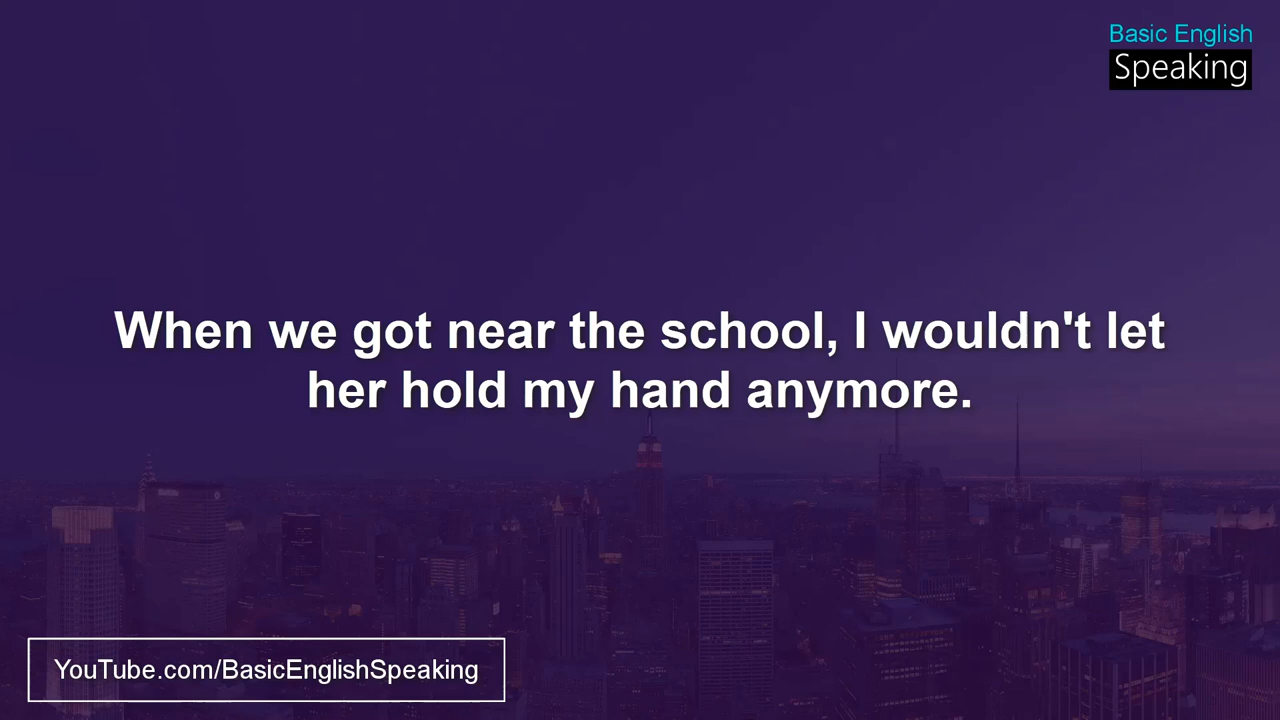 Basic English
Speaking
When we got near the school, I wouldn't let
her hold my hand anymore.
YouTube.com/BasicEnglishSpeaking